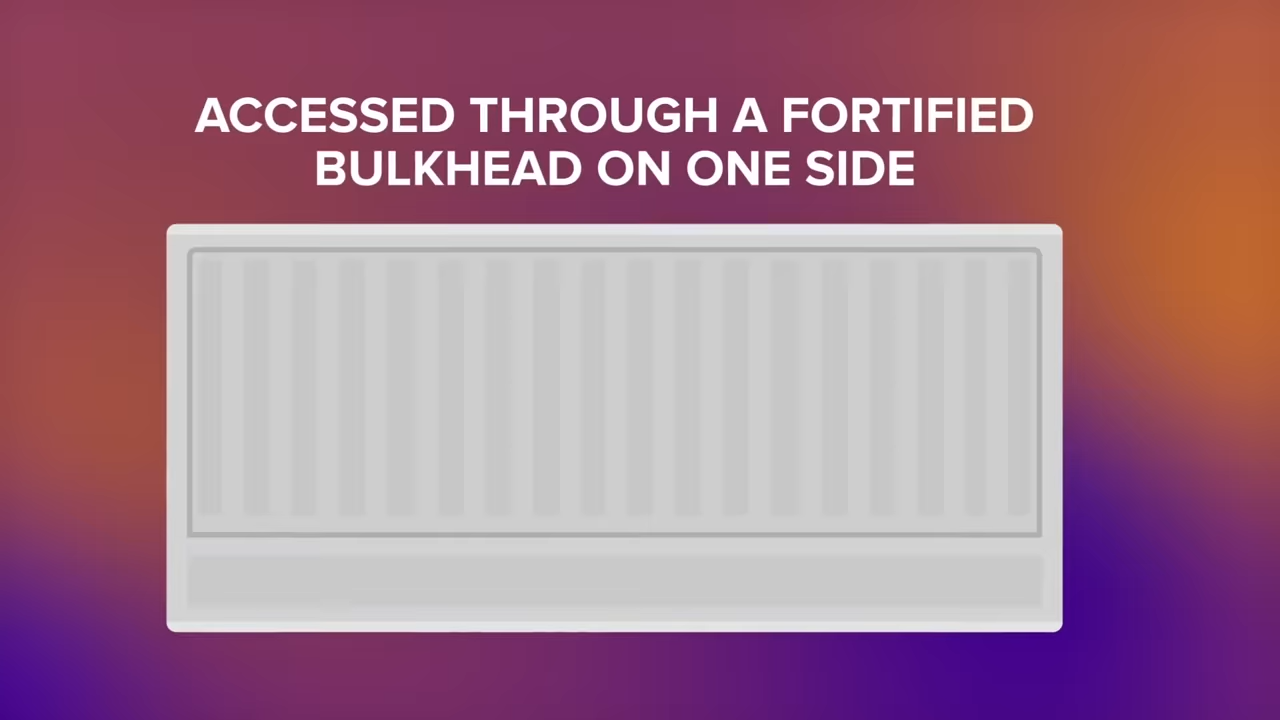 ACCESSED THROUGH A FORTIFIED
BULKHEAD ON ONE SIDE